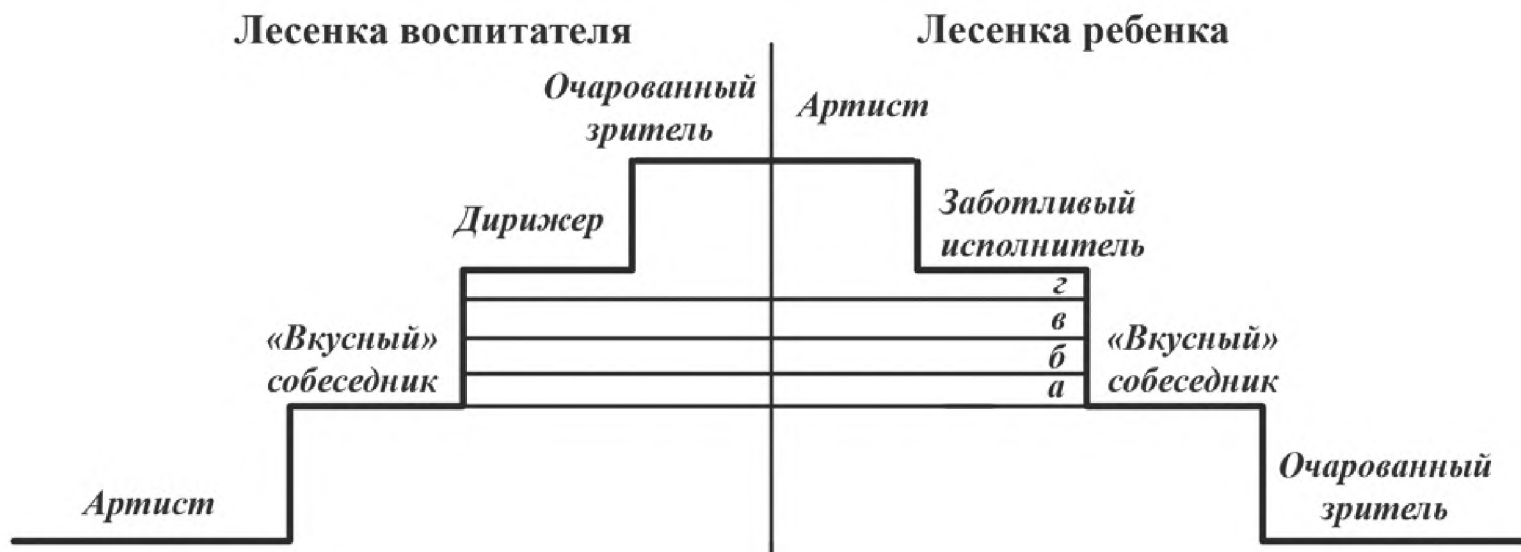 Лесенка воспитателя
Лесенка ребенка
Очарованный
зритель
Артист
Дирижер
Заботливый
исполнитель
г
в
б
а
«Вкусный»
собеседник
«Вкусный»
собеседник
Артист
Очарованный
зритель